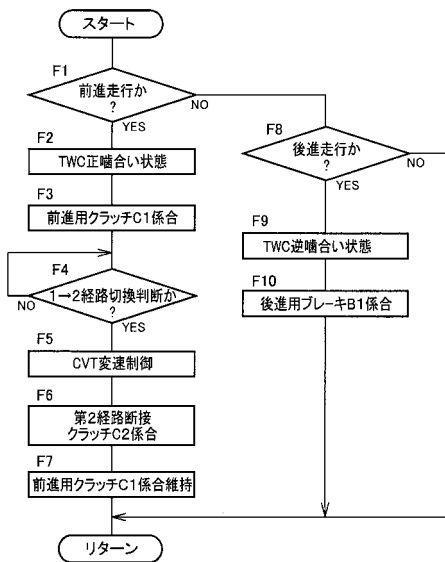 スタート
F1
前進走行か
?
NO
YES
F2
TWC正噛合い状態
F3
前進用クラッチC1係合
F4
1→2経路切換判断か
?
NO
YES
F5
CVT変速制御
F6
第2経路断接
クラッチC2係合
F7
前進用クラッチC1係合維持
リターン
F8
後進走行か
?
NO
YES
F9
TWC逆噛合い状態
F10
後進用ブレーキB1係合